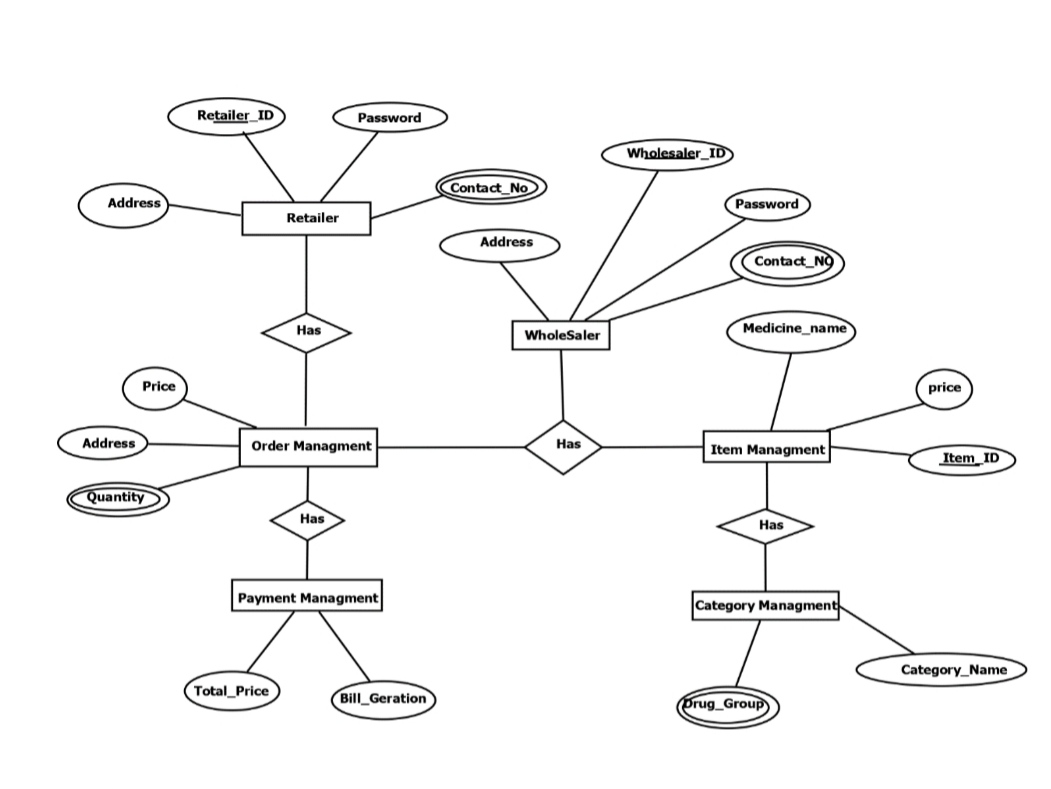 Retailer_ID
Password
Address
Contact_No
Retailer
Wholesaler_ID
Password
Address
Contact_NO
WholeSaler
Has
Medicine_name
Price
price
Address
Order Managment
Has
Item Managment
Item_ID
Quantity
Has
Has
Payment Managment
Category Managment
Total_Price
Bill_Geration
Category_Name
Drug_Group